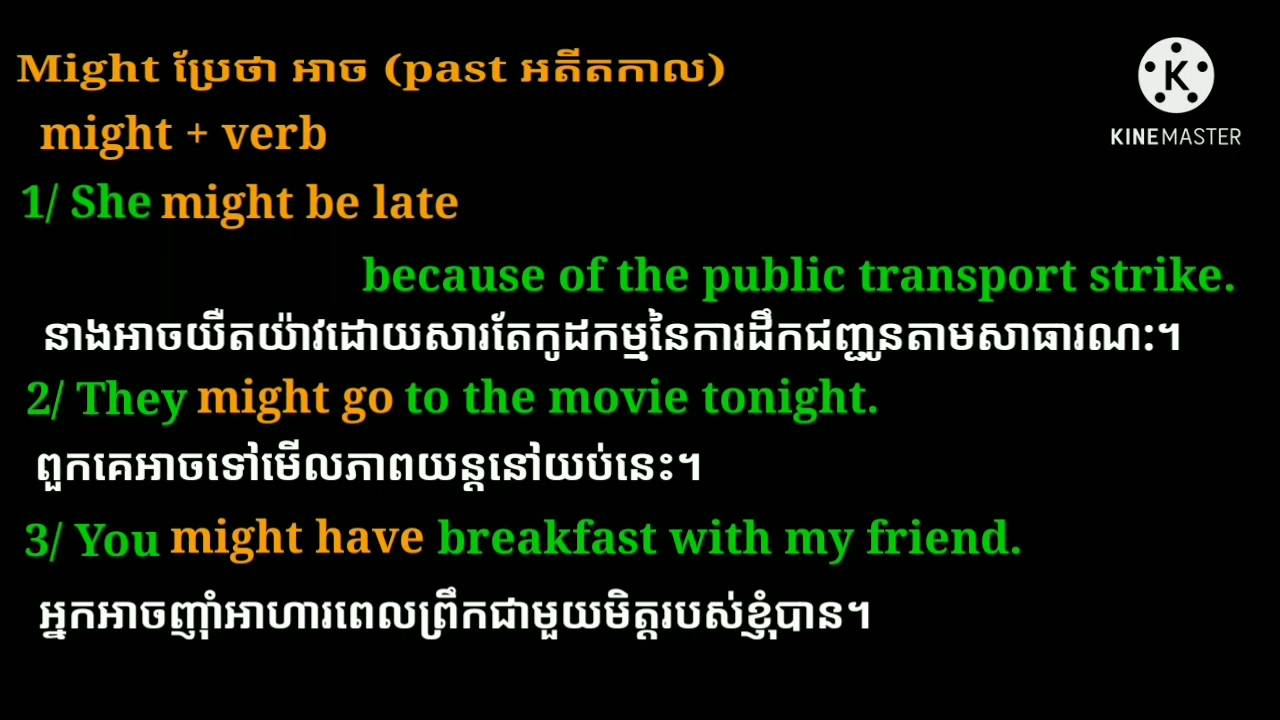 Might ប្រែថា អាច (past អតីតកាល)
might + verb
1/ She might be late
because of the public transport strike.
នាងអាចយឺតយ៉ាវដោយសារតែកូដកម្មនៃការដឹកជញ្ជូនតាមសាធារណៈ។
2/ They might go to the movie tonight.
ពួកគេអាចទៅមើលភាពយន្តនៅយប់នេះ។
3/ You might have breakfast with my friend.
អ្នកអាចញ៉ាំអាហារពេលព្រឹកជាមួយមិត្តរបស់ខ្ញុំបាន។
K
KINEMASTER